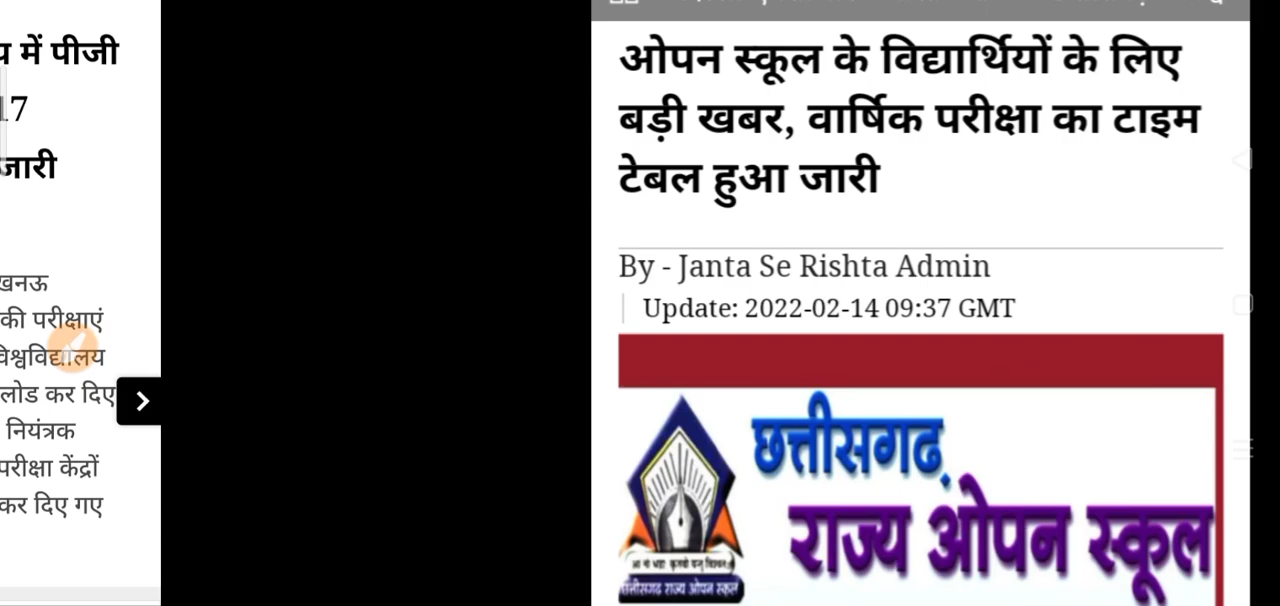 में पीजी
17
जारी
की परीक्षाएं
विश्वविद्यालय
लोड कर दिए
नियंत्रक
परीक्षा केंद्रों
कर दिए गए
ओपन स्कूल के विद्यार्थियों के लिए
बड़ी खबर, वार्षिक परीक्षा का टाइम
टेबल हुआ जारी
By - Janta Se Rishta Admin
Update: 2022-02-14 09:37 GMT
छत्तीसगढ़
राज्य ओपन स्कूल
छत्तीसगढ़ राज्य ओपन स्कूल